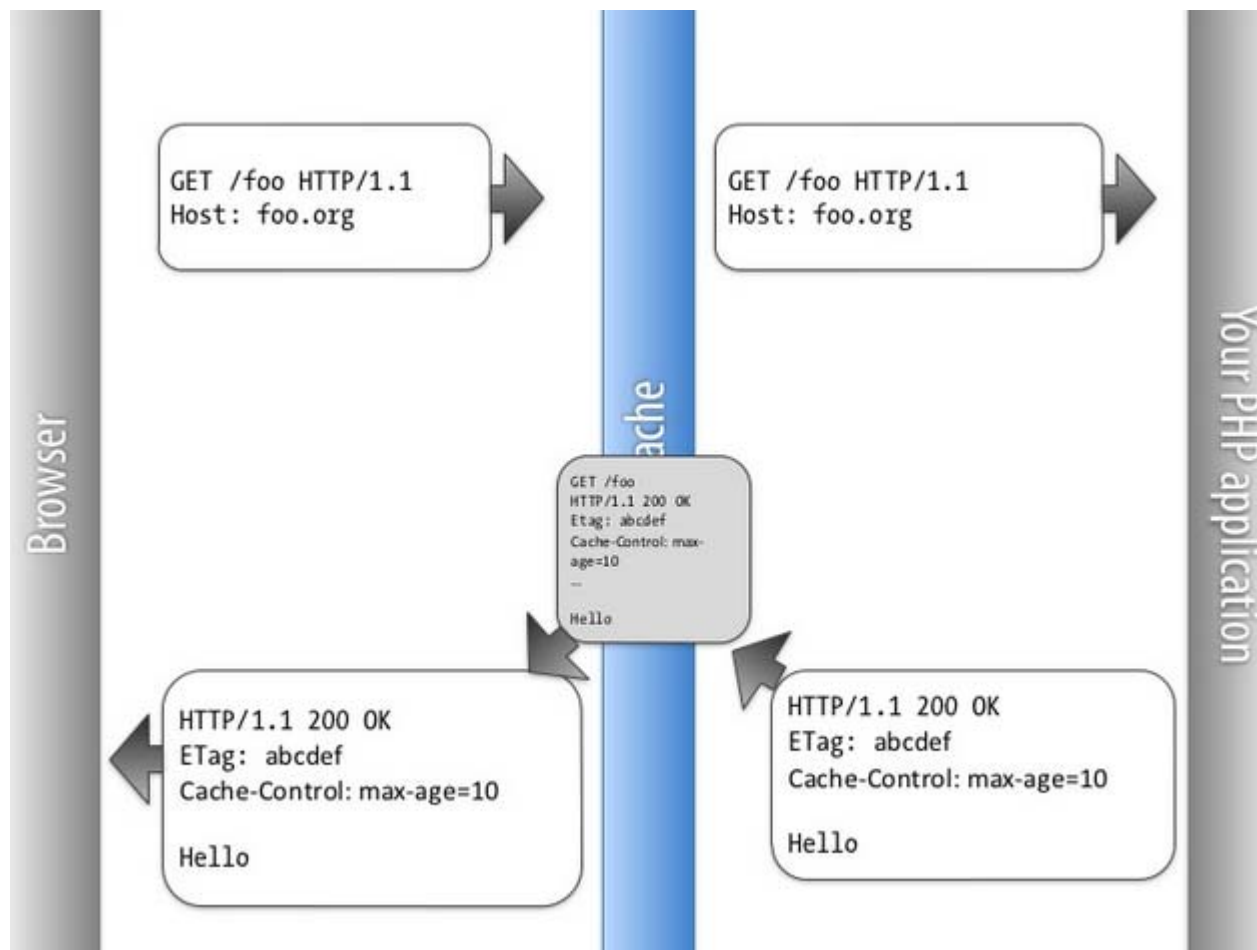 GET /foo HTTP/1.1
Host: foo.org
GET /foo HTTP/1.1
Host: foo.org
Browser
ache
Your PHP application
GET /foo
HTTP/1.1 200 OK
Etag: abcdef
Cache-Control: max-
age=10
...
Hello
HTTP/1.1 200 OK
ETag: abcdef
Cache-Control: max-age=10
Hello
HTTP/1.1 200 OK
ETag: abcdef
Cache-Control: max-age=10
Hello